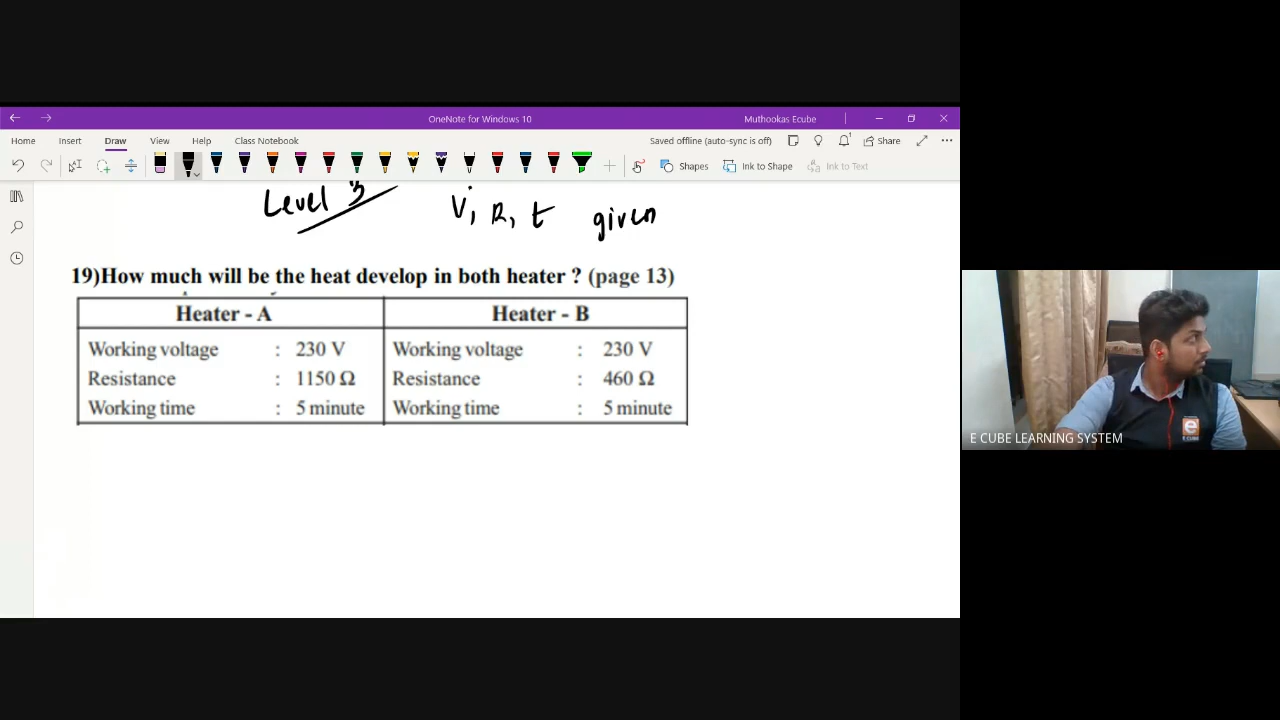 OneNote for Windows 10
Muthookas Ecube
Home Insert Draw View Help Class Notebook
Saved offline (auto-sync is off)
Share
Shapes
Ink to Shape
Ink to Text
Level 3
V, R, t given
19)How much will be the heat develop in both heater ? (page 13)
Heater - A Heater - B
Working voltage : 230 V Working voltage : 230 V
Resistance : 1150 Ω Resistance : 460 Ω
Working time : 5 minute Working time : 5 minute
e
E CUBE
E CUBE LEARNING SYSTEM